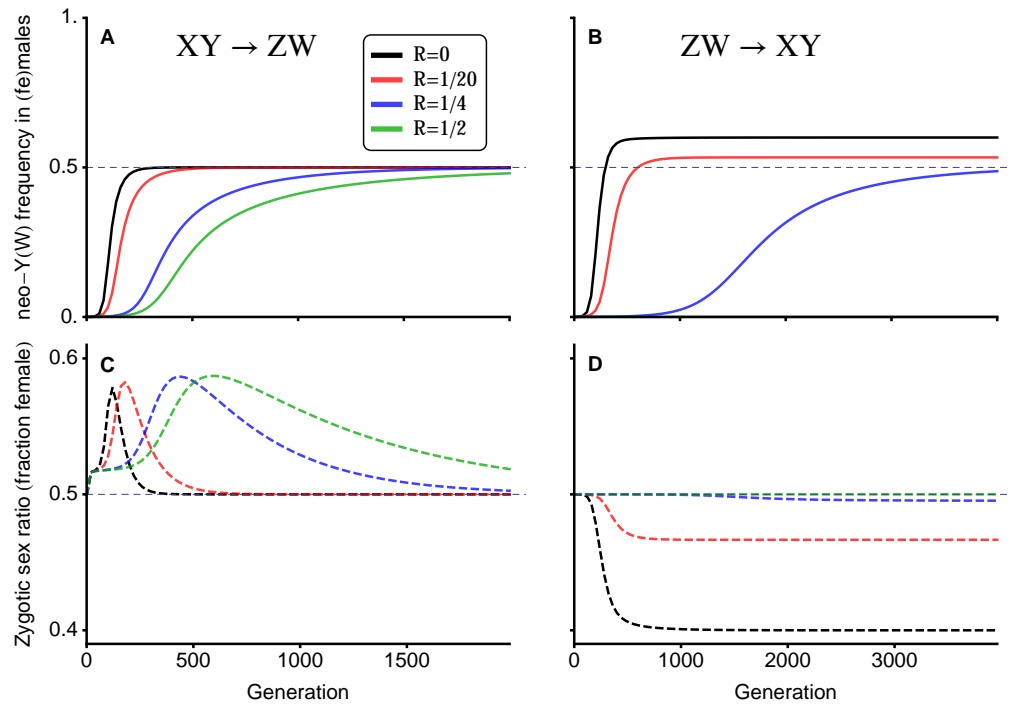 A
XY → ZW
R=0
R=1/20
R=1/4
R=1/2
neo−Y(W) frequency in (fe)males
1.
0.5
0.
B
ZW → XY
C
Zygotic sex ratio (fraction female)
0.6
0.5
0.4
0
500
1000
1500
Generation
D
0
1000
2000
3000
Generation